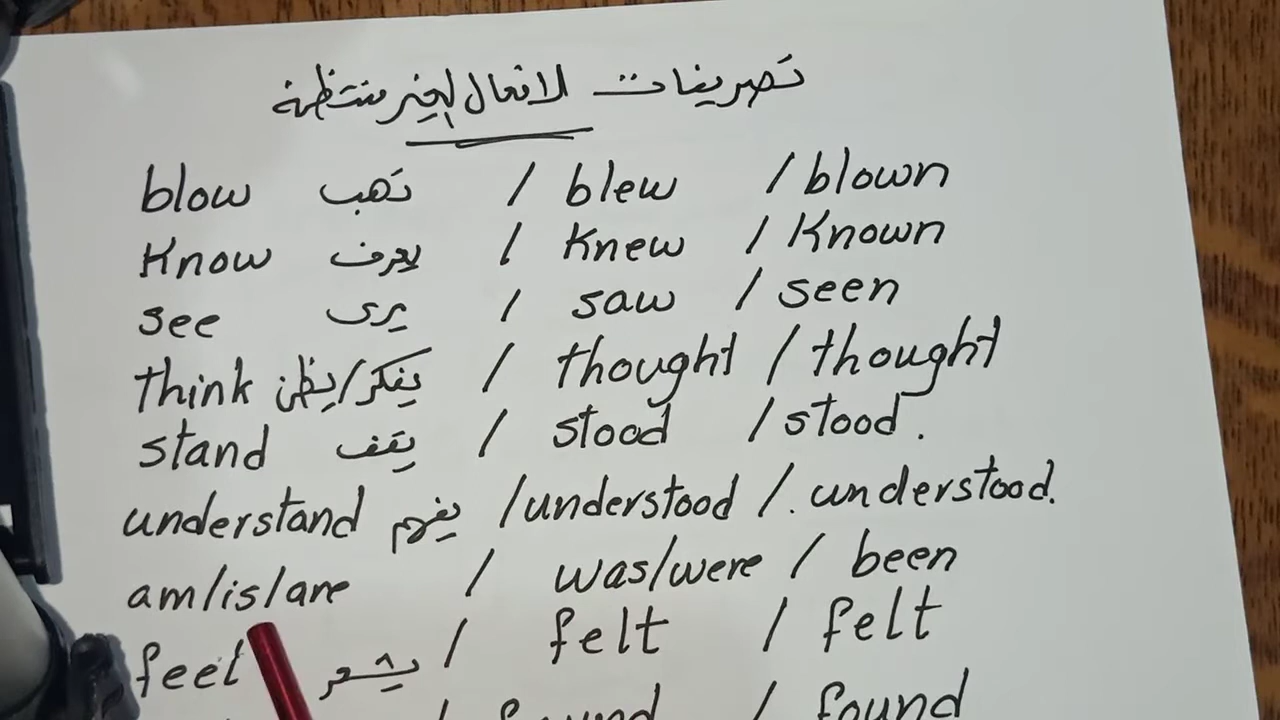 تصريفات الافعال الغير منتظمة
blow تهب / blew / blown
Know يعرف / Knew / Known
see يرى / saw / seen
think يفكر/يظن / thought / thought
stand يقف / stood / stood.
understand يفهم /understood /. understood.
am/is/are / was/were / been
feel يشعر / felt / felt
/ found / found